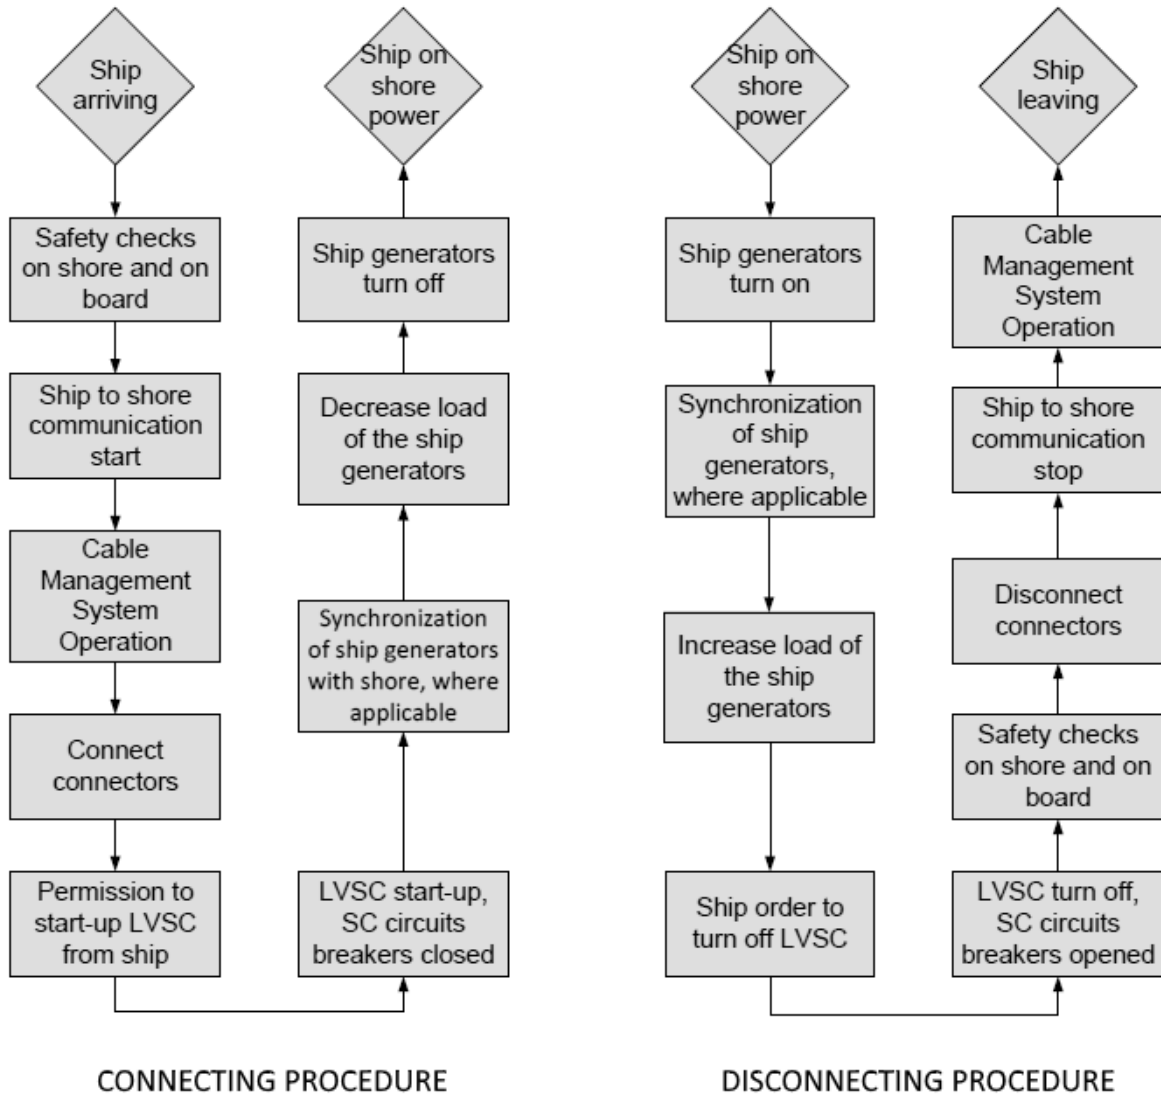 Ship
arriving
Safety checks
on shore and on
board
Ship to shore
communication
start
Cable
Management
System
Operation
Connect
connectors
Permission to
start-up LVSC
from ship
LVSC start-up,
SC circuits
breakers closed
Synchronization
of ship generators
with shore, where
applicable
Decrease load
of the ship
generators
Ship generators
turn off
Ship on
shore
power
CONNECTING PROCEDURE
Ship on
shore
power
Ship generators
turn on
Synchronization
of ship
generators,
where applicable
Increase load of
the ship
generators
Ship order to
turn off LVSC
LVSC turn off,
SC circuits
breakers opened
Safety checks
on shore and on
board
Disconnect
connectors
Ship to shore
communication
stop
Cable
Management
System
Operation
Ship
leaving
DISCONNECTING PROCEDURE